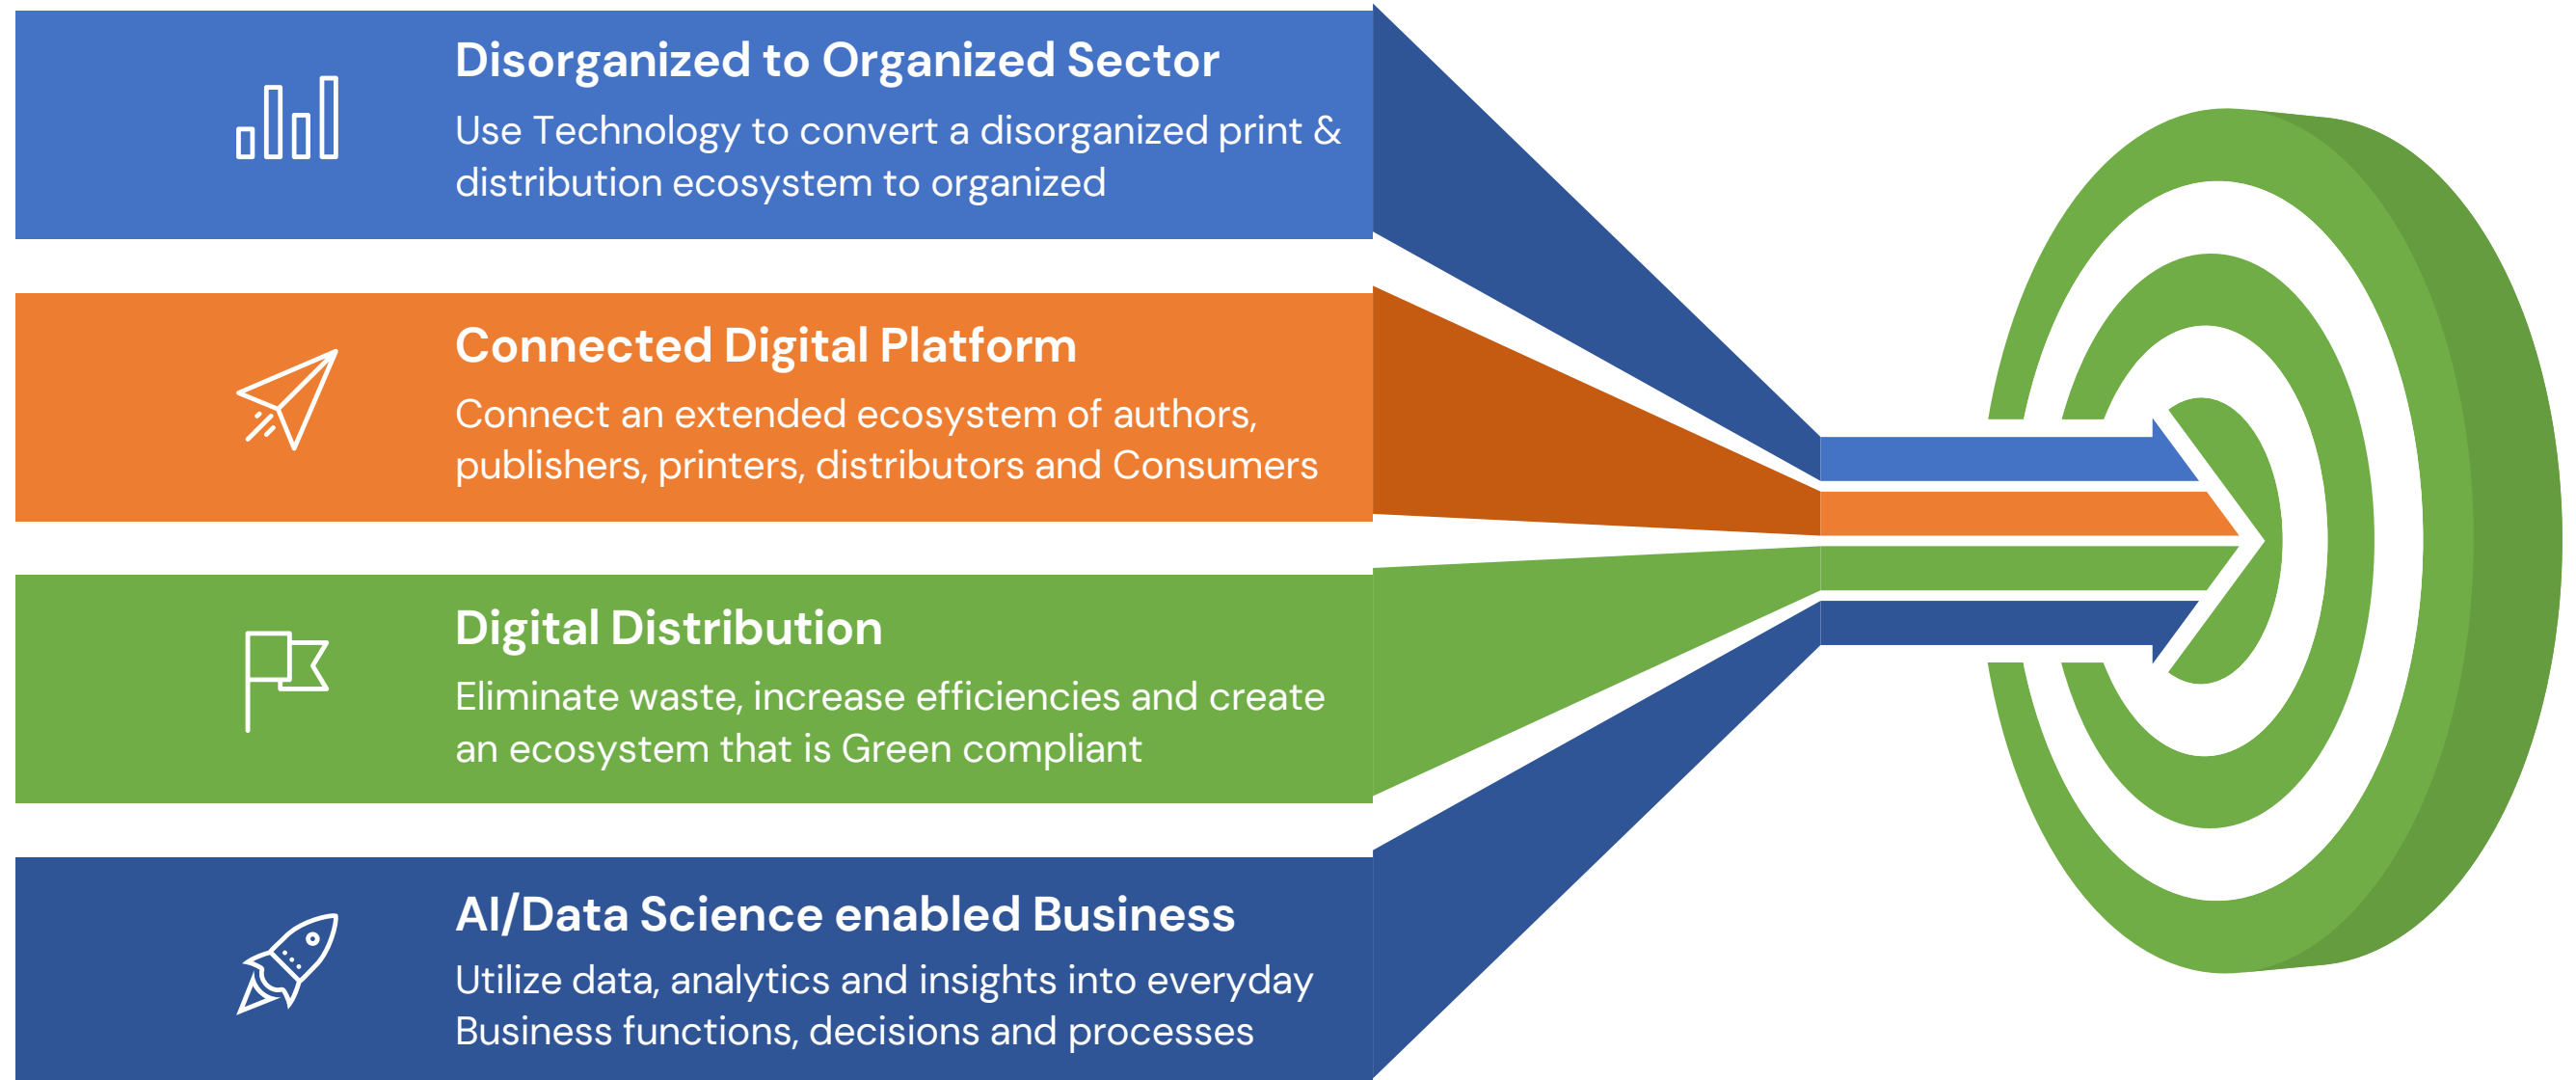 Disorganized to Organized Sector
Use Technology to convert a disorganized print &
distribution ecosystem to organized
Connected Digital Platform
Connect an extended ecosystem of authors,
publishers, printers, distributors and Consumers
Digital Distribution
Eliminate waste, increase efficiencies and create
an ecosystem that is Green compliant
AI/Data Science enabled Business
Utilize data, analytics and insights into everyday
Business functions, decisions and processes